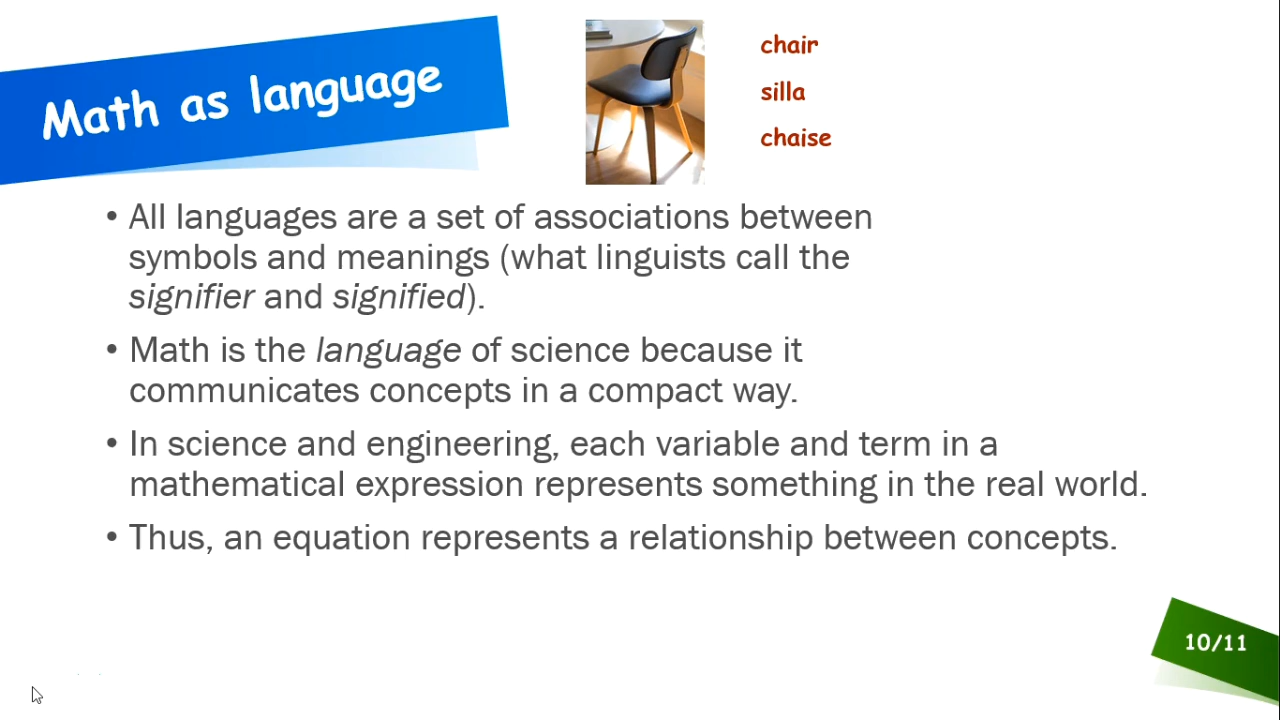 Math as language
chair
silla
chaise
• All languages are a set of associations between
symbols and meanings (what linguists call the
signifier and signified).
• Math is the language of science because it
communicates concepts in a compact way.
• In science and engineering, each variable and term in a
mathematical expression represents something in the real world.
• Thus, an equation represents a relationship between concepts.
10/11